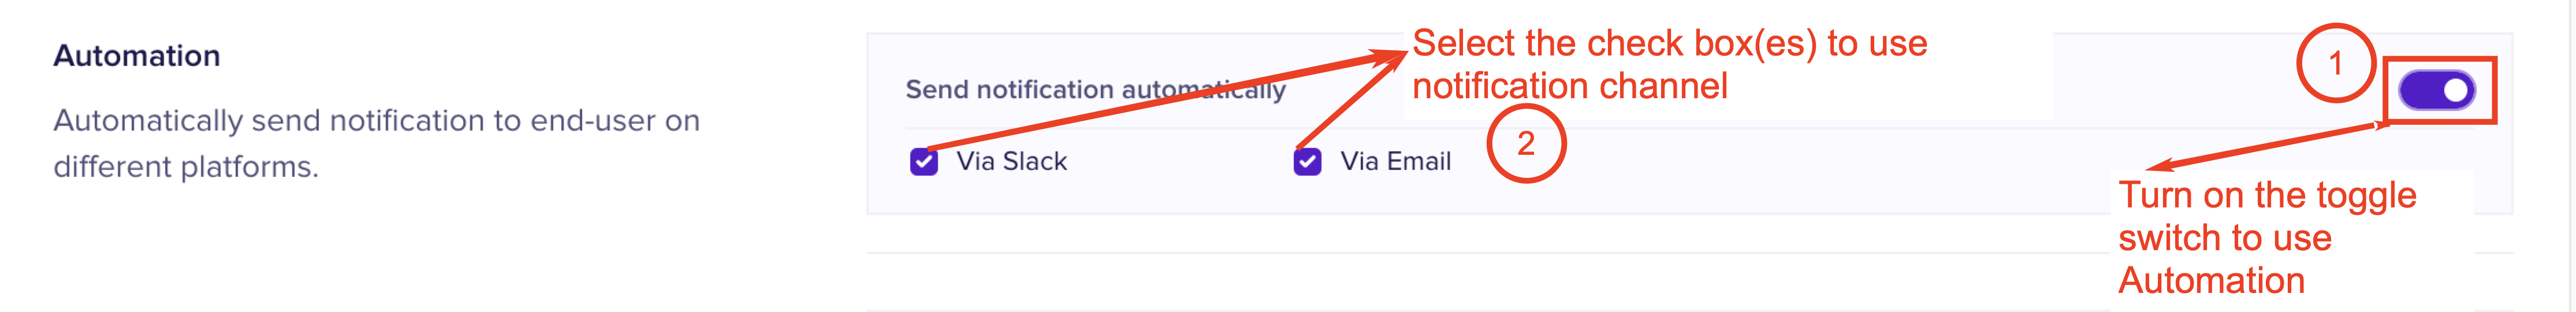 Automation
Automatically send notification to end-user on
different platforms.
Send notification automatically
Select the check box(es) to use
notification channel
1
2
Via Slack
Via Email
Turn on the toggle
switch to use
Automation